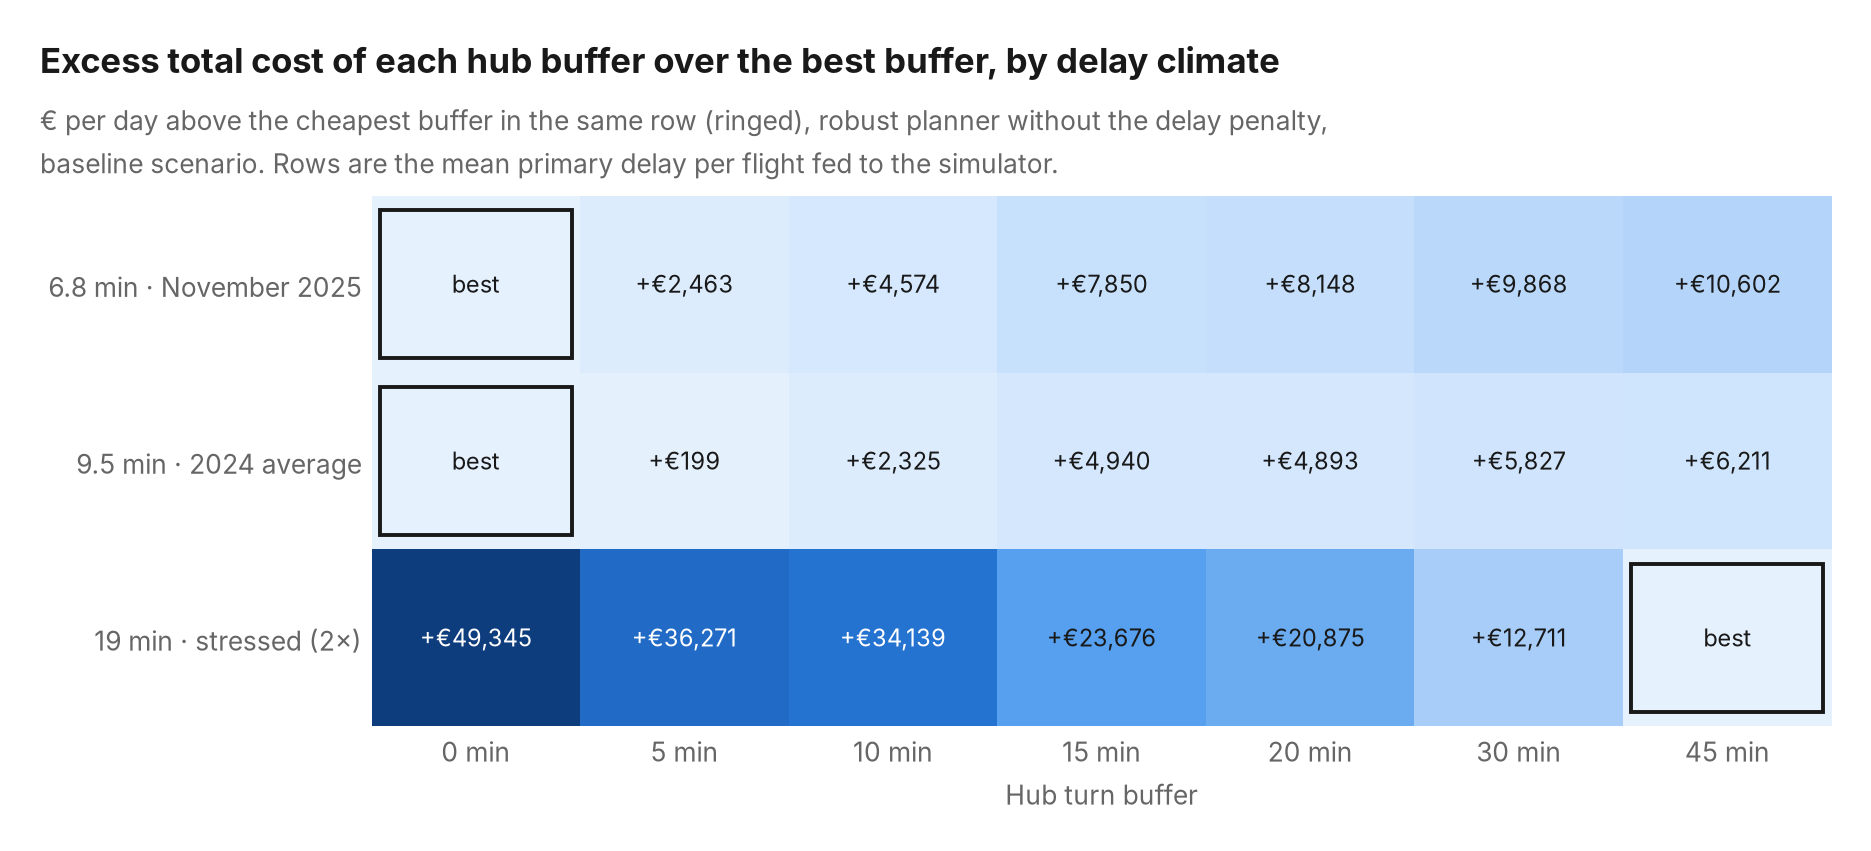 Excess total cost of each hub buffer over the best buffer, by delay climate
€ per day above the cheapest buffer in the same row (ringed), robust planner without the delay penalty,
baseline scenario. Rows are the mean primary delay per flight fed to the simulator.
6.8 min · November 2025 best +€2,463 +€4,574 +€7,850 +€8,148 +€9,868 +€10,602
9.5 min · 2024 average best +€199 +€2,325 +€4,940 +€4,893 +€5,827 +€6,211
19 min · stressed (2×) +€49,345 +€36,271 +€34,139 +€23,676 +€20,875 +€12,711 best
0 min 5 min 10 min 15 min 20 min 30 min 45 min
Hub turn buffer